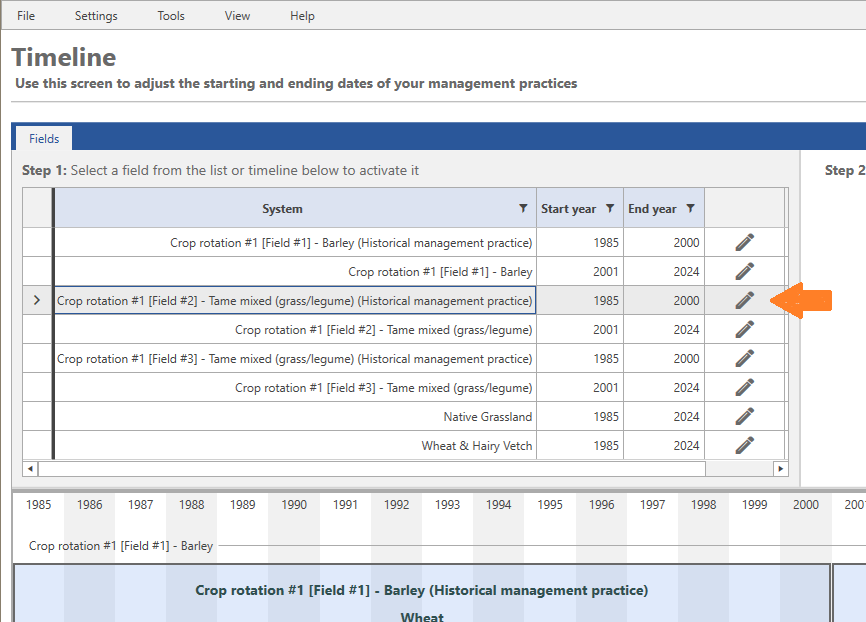 File Settings Tools View Help
Timeline
Use this screen to adjust the starting and ending dates of your management practices
Fields
Step 1: Select a field from the list or timeline below to activate it
Step 2
System Start year End year
Crop rotation #1 [Field #1] - Barley (Historical management practice) 1985 2000
Crop rotation #1 [Field #1] - Barley 2001 2024
Crop rotation #1 [Field #2] - Tame mixed (grass/legume) (Historical management practice) 1985 2000
Crop rotation #1 [Field #2] - Tame mixed (grass/legume) 2001 2024
Crop rotation #1 [Field #3] - Tame mixed (grass/legume) (Historical management practice) 1985 2000
Crop rotation #1 [Field #3] - Tame mixed (grass/legume) 2001 2024
Native Grassland 1985 2024
Wheat & Hairy Vetch 1985 2024
1985 1986 1987 1988 1989 1990 1991 1992 1993 1994 1995 1996 1997 1998 1999 2000
Crop rotation #1 [Field #1] - Barley
Crop rotation #1 [Field #1] - Barley (Historical management practice)
Wheat